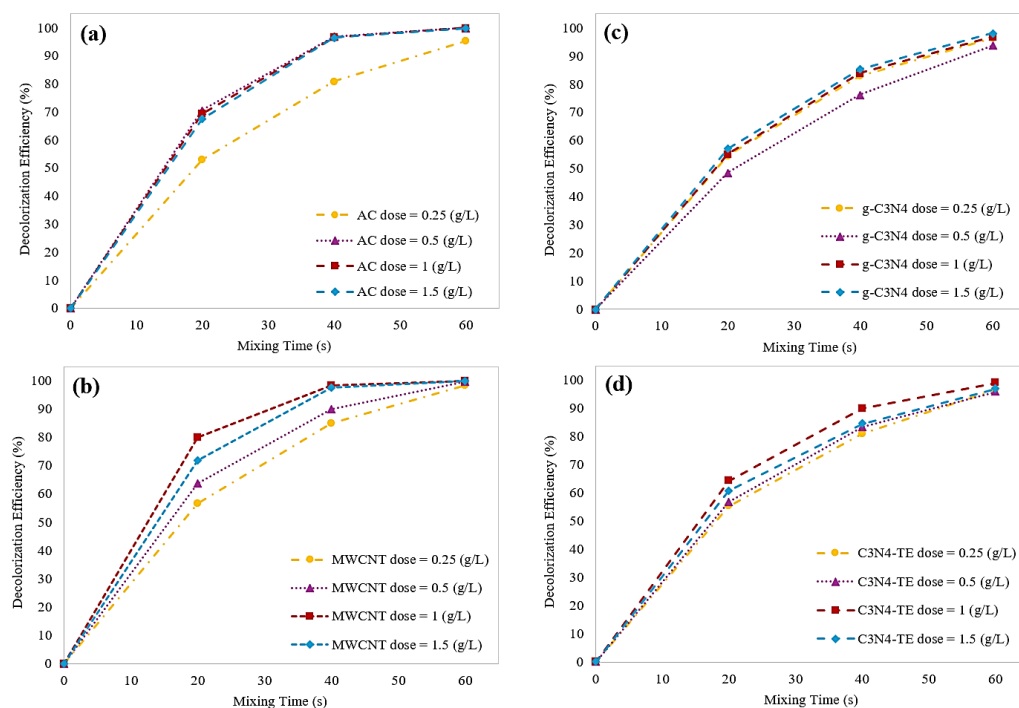 (a)
Decolorization Efficiency (%)
100
90
80
70
60
50
40
30
20
10
0
AC dose = 0.25 (g/L)
AC dose = 0.5 (g/L)
AC dose = 1 (g/L)
AC dose = 1.5 (g/L)
0 10 20 30 40 50 60
Mixing Time (s)
(c)
Decolorization Efficiency (%)
100
90
80
70
60
50
40
30
20
10
0
g-C3N4 dose = 0.25 (g/L)
g-C3N4 dose = 0.5 (g/L)
g-C3N4 dose = 1 (g/L)
g-C3N4 dose = 1.5 (g/L)
0 10 20 30 40 50 60
Mixing Time (s)
(b)
Decolorization Efficiency (%)
100
90
80
70
60
50
40
30
20
10
0
MWCNT dose = 0.25 (g/L)
MWCNT dose = 0.5 (g/L)
MWCNT dose = 1 (g/L)
MWCNT dose = 1.5 (g/L)
0 10 20 30 40 50 60
Mixing Time (s)
(d)
Decolorization Efficiency (%)
100
90
80
70
60
50
40
30
20
10
0
C3N4-TE dose = 0.25 (g/L)
C3N4-TE dose = 0.5 (g/L)
C3N4-TE dose = 1 (g/L)
C3N4-TE dose = 1.5 (g/L)
0 10 20 30 40 50 60
Mixing Time (s)